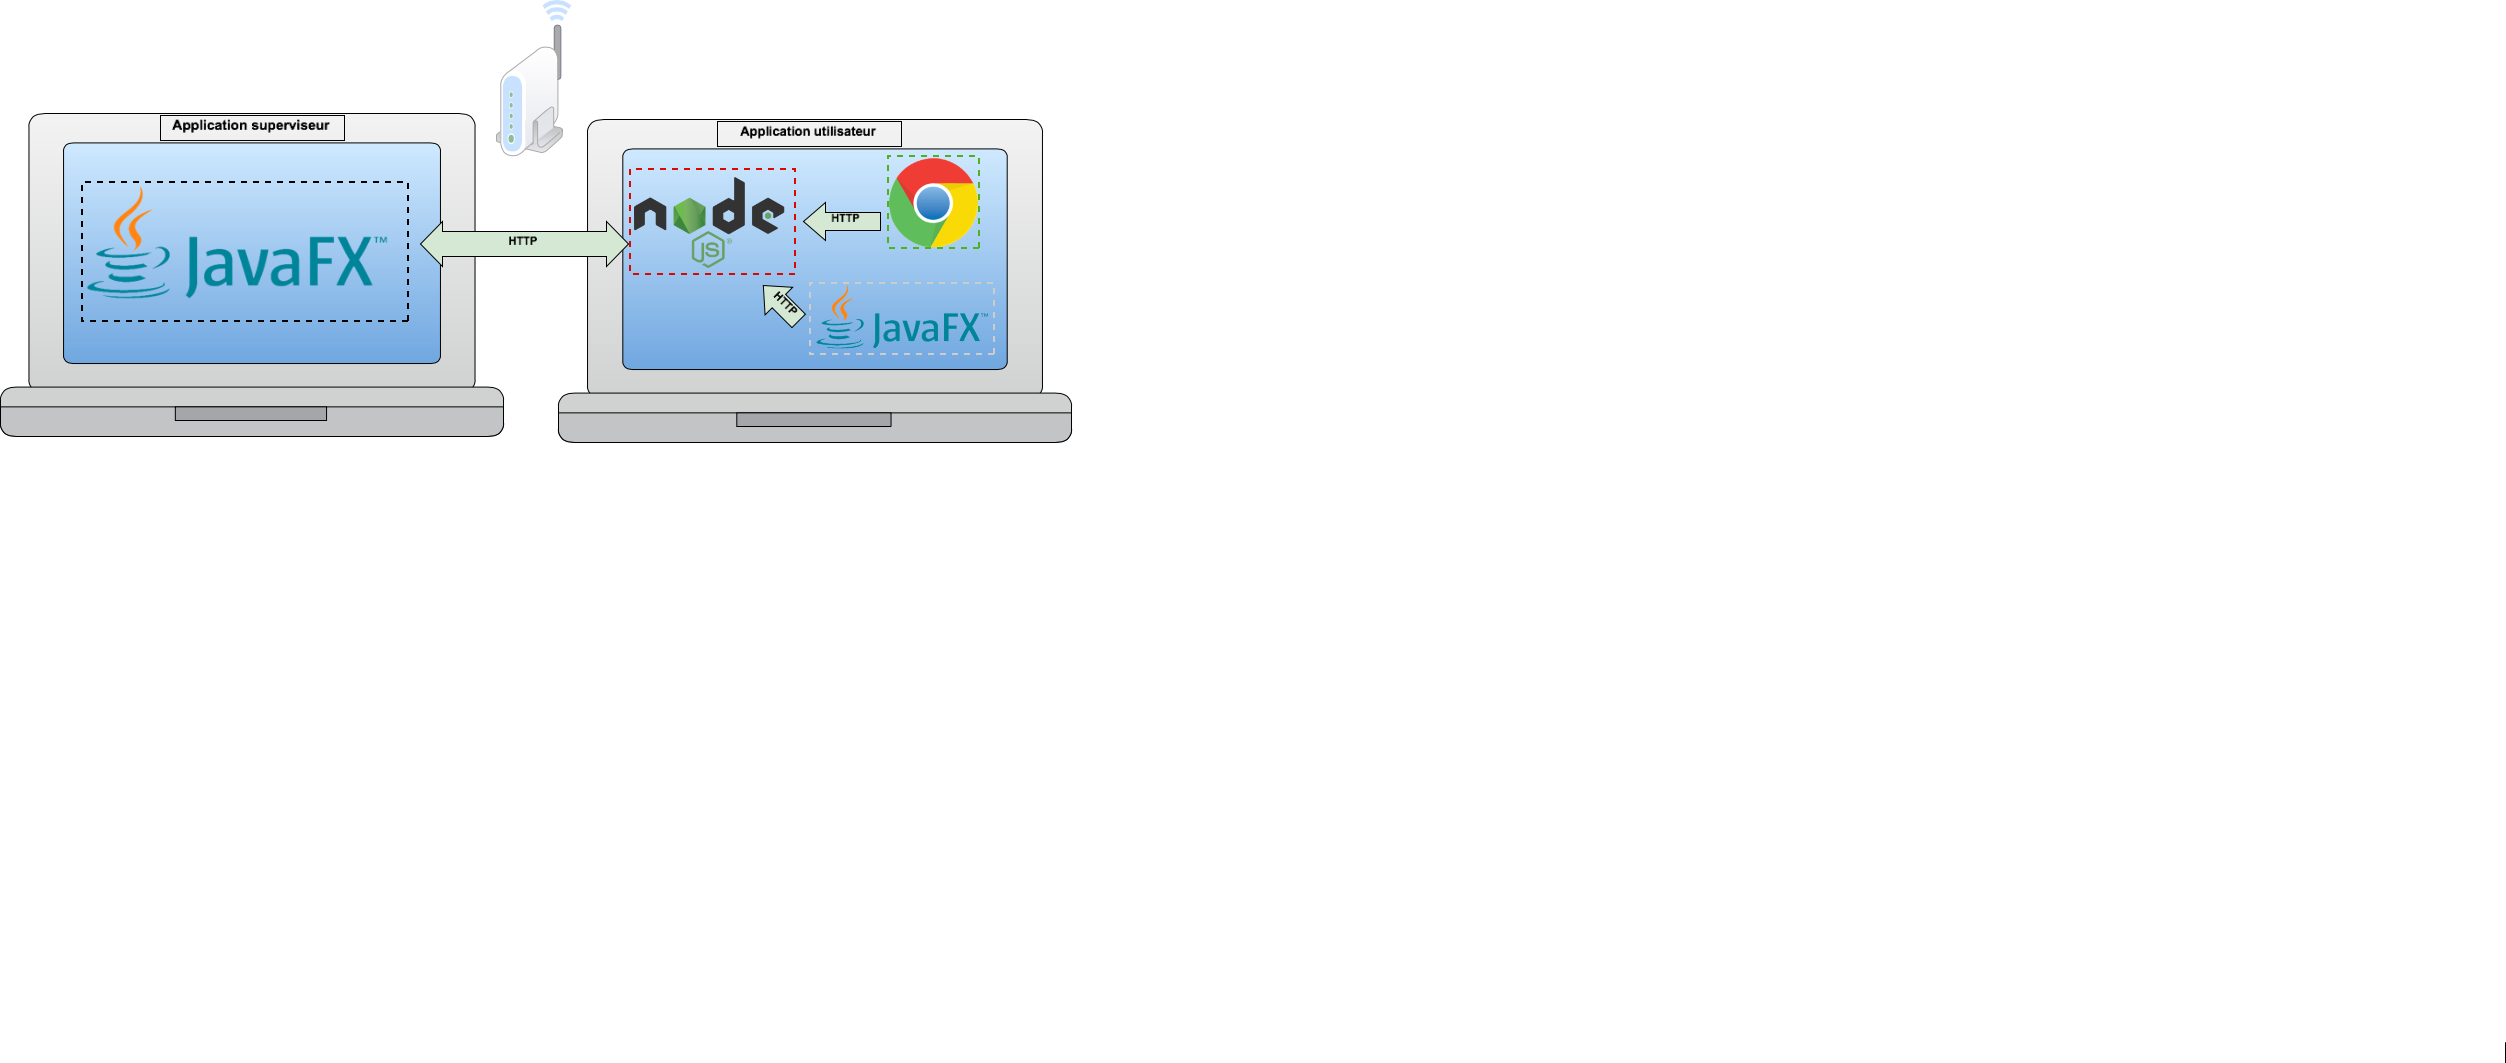 Application superviseur
Application utilisateur
JavaFX™
HTTP
node
JS®
HTTP
HTTP
JavaFX™